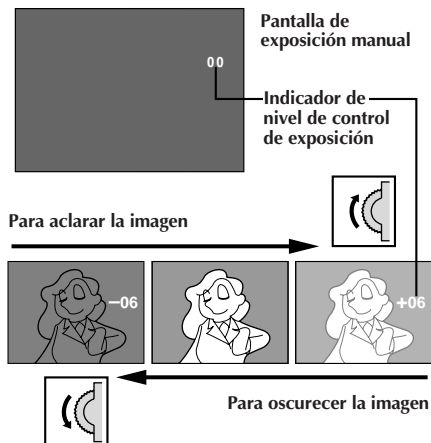 Pantalla de
exposición manual
00
Indicador de
nivel de control
de exposición
Para aclarar la imagen
–06
+06
Para oscurecer la imagen